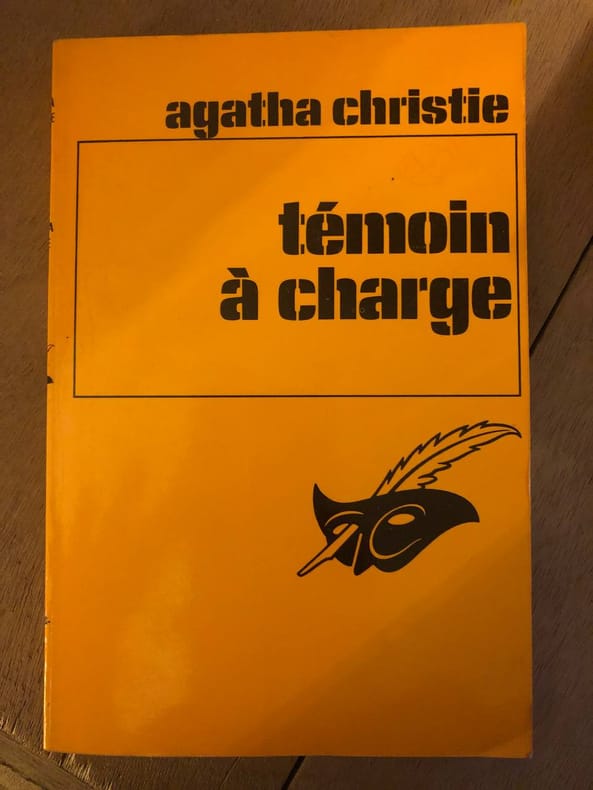 agatha christie
témoin
à charge